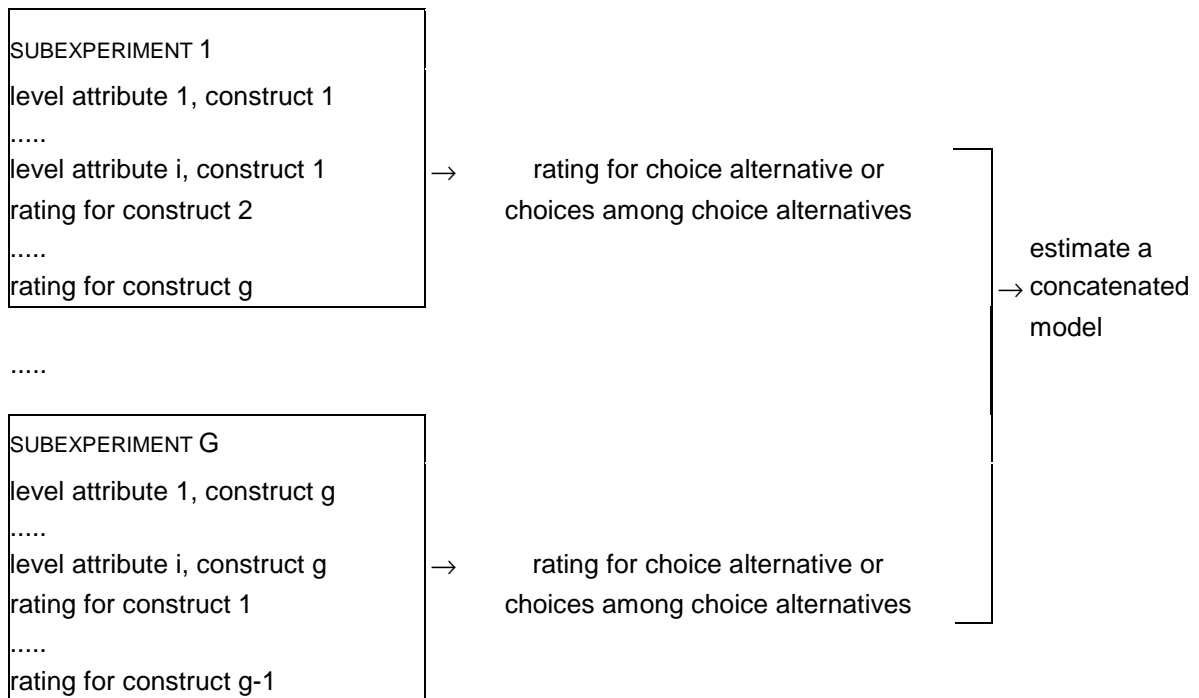 SUBEXPERIMENT 1
level attribute 1, construct 1
.....
level attribute i, construct 1
rating for construct 2
.....
rating for construct g
→
rating for choice alternative or
choices among choice alternatives
.....
SUBEXPERIMENT G
level attribute 1, construct g
.....
level attribute i, construct g
rating for construct 1
.....
rating for construct g-1
→
rating for choice alternative or
choices among choice alternatives
→
estimate a
concatenated
model